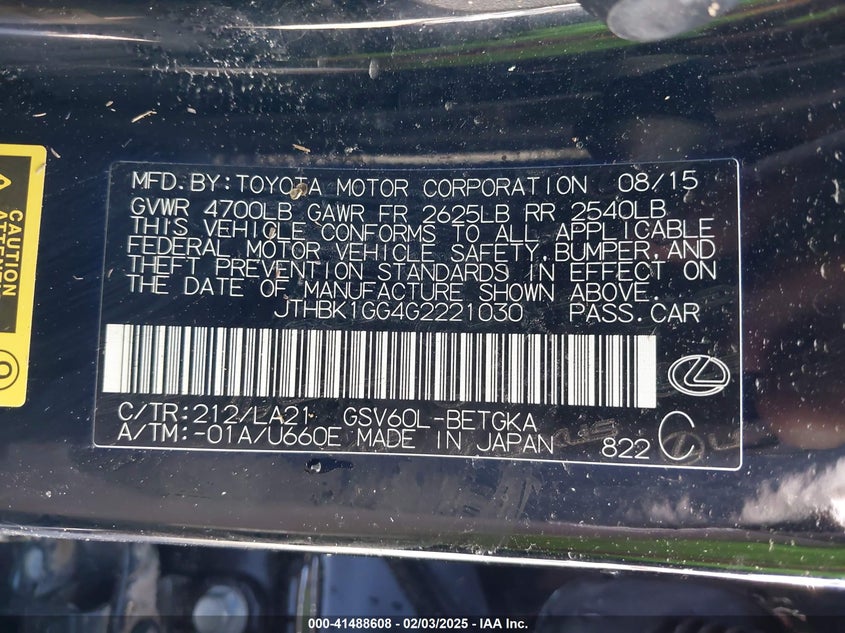 MFD.BY:TOYOTA MOTOR CORPORATION 08/15
GVWR 4700LB GAWR FR 2625LB RR 2540LB
THIS VEHICLE CONFORMS TO ALL APPLICABLE
FEDERAL MOTOR VEHICLE SAFETY,BUMPER,AND
THEFT PREVENTION STANDARDS IN EFFECT ON
THE DATE OF MANUFACTURE SHOWN ABOVE.
JTHBK1GG4G2221030 PASS.CAR
C/TR:212/LA21 GSV60L-BETGKA
A/TM:-01A/U660E MADE IN JAPAN 822 C
CAUTION
000-41488608 - 02/03/2025 - IAA Inc.